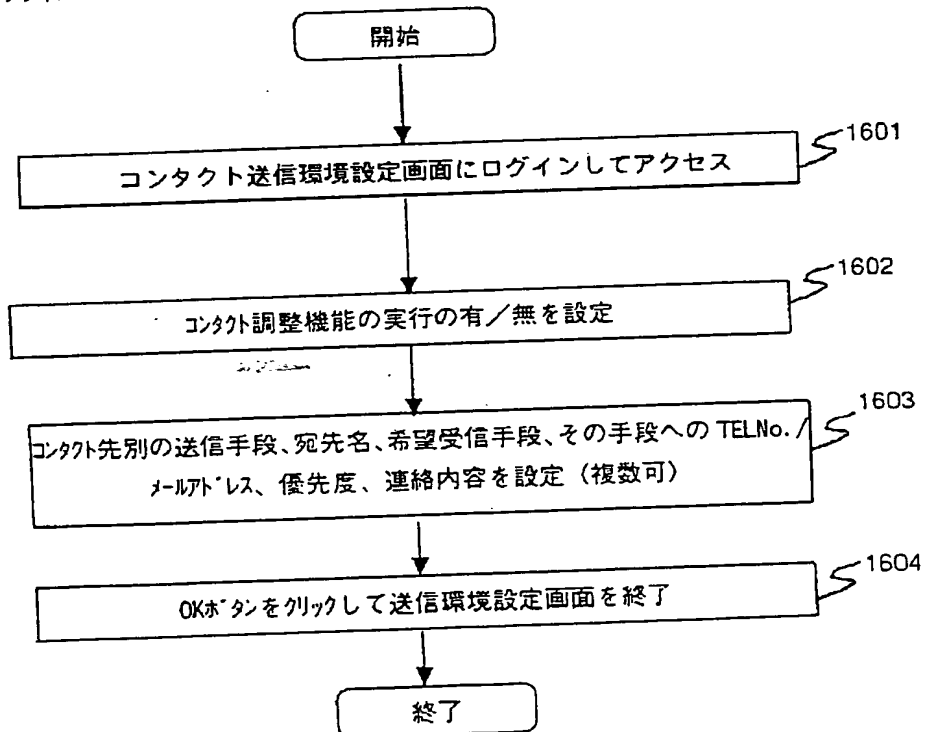 開始
1601
コンタクト送信環境設定画面にログインしてアクセス
1602
コンタクト調整機能の実行の有／無を設定
1603
コンタクト先別の送信手段、宛先名、希望受信手段、その手段へのTELNo.／
メールアドレス、優先度、連絡内容を設定（複数可）
1604
OKボタンをクリックして送信環境設定画面を終了
終了